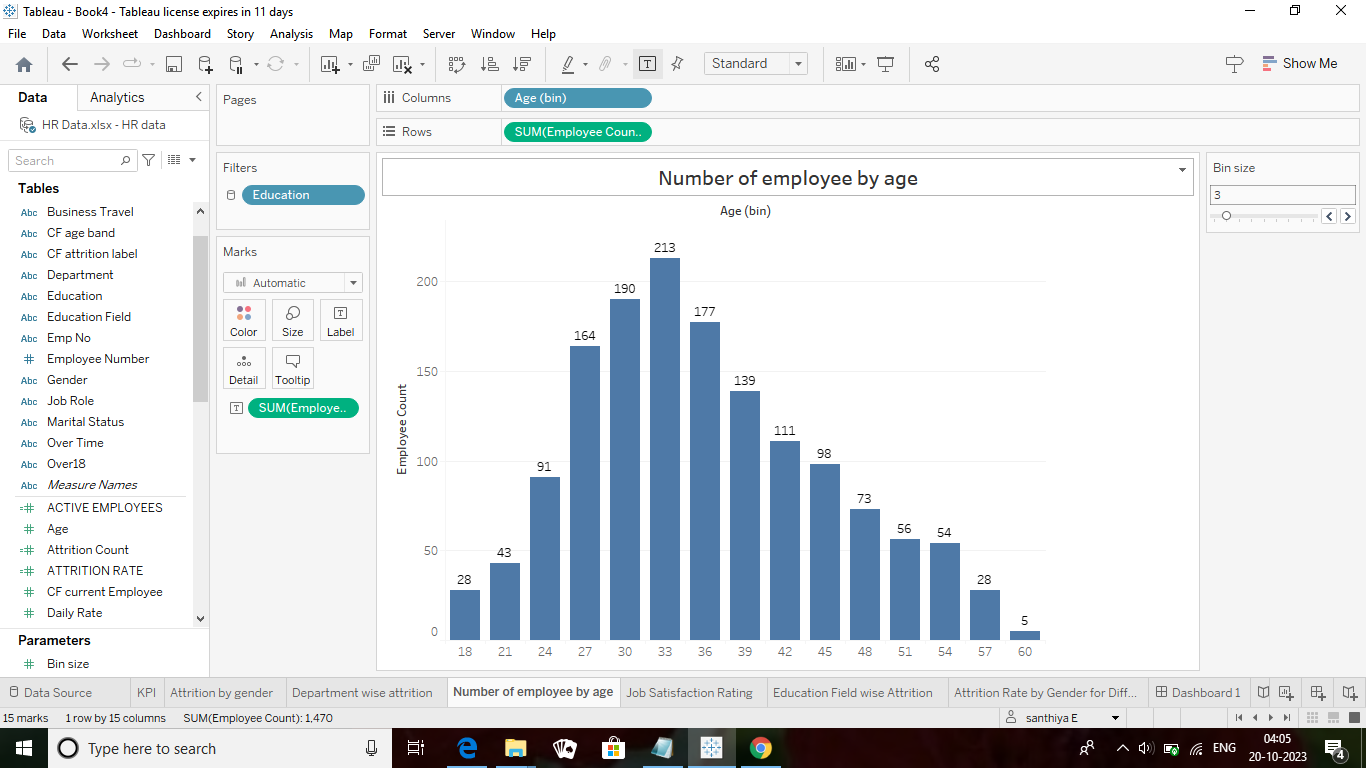 Tableau - Book4 - Tableau license expires in 11 days
File Data Worksheet Dashboard Story Analysis Map Format Server Window Help
Standard
Show Me
Data Analytics
HR Data.xlsx - HR data
Search
Tables
Abc Business Travel
Abc CF age band
Abc CF attrition label
Abc Department
Abc Education
Abc Education Field
Abc Emp No
# Employee Number
Abc Gender
Abc Job Role
Abc Marital Status
Abc Over Time
Abc Over18
Abc Measure Names
=# ACTIVE EMPLOYEES
# Age
=# Attrition Count
=# ATTRITION RATE
# CF current Employee
# Daily Rate
Parameters
# Bin size
Pages
Filters
Education
Marks
Automatic
Color Size Label
Detail Tooltip
SUM(Employe..
Columns Age (bin)
Rows SUM(Employee Coun..
Number of employee by age
Age (bin)
Employee Count
200
150
100
50
0
28 43 91 164 190 213 177 139 111 98 73 56 54 28 5
18 21 24 27 30 33 36 39 42 45 48 51 54 57 60
Bin size
3
Data Source KPI Attrition by gender Department wise attrition Number of employee by age Job Satisfaction Rating Education Field wise Attrition Attrition Rate by Gender for Diff... Dashboard 1
15 marks 1 row by 15 columns SUM(Employee Count): 1,470 santhiya E
Type here to search
ENG
04:05
20-10-2023
4